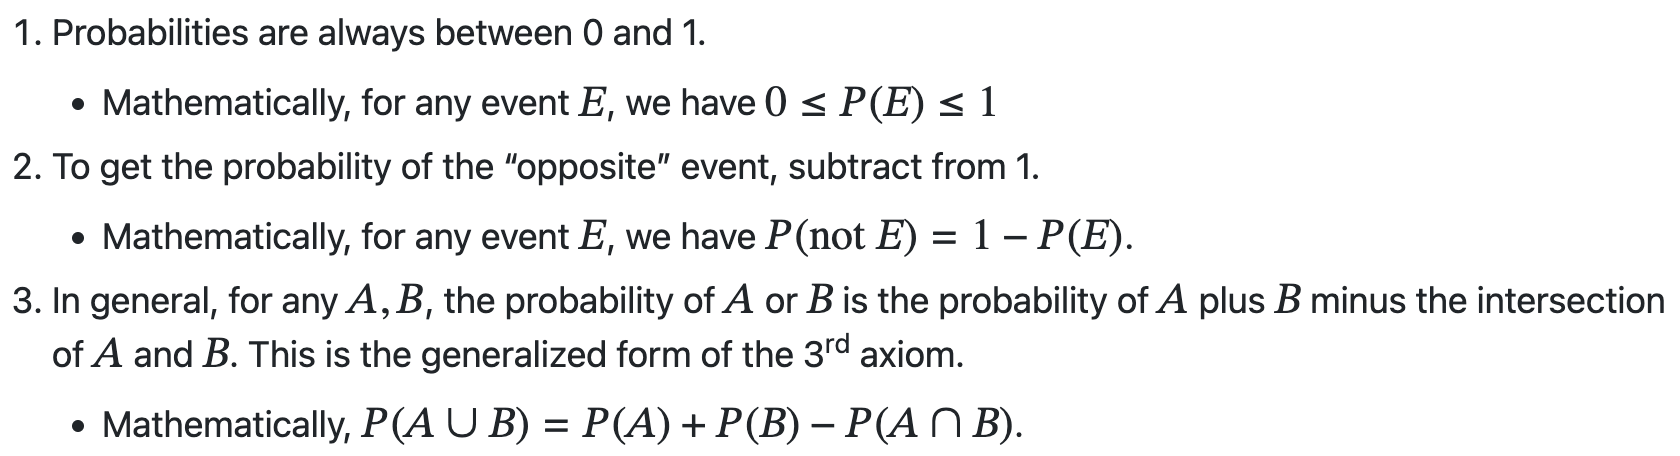 1. Probabilities are always between 0 and 1.
• Mathematically, for any event E, we have 0 ≤ P(E) ≤ 1
2. To get the probability of the “opposite” event, subtract from 1.
• Mathematically, for any event E, we have P(not E) = 1 − P(E).
3. In general, for any A, B, the probability of A or B is the probability of A plus B minus the intersection
of A and B. This is the generalized form of the 3rd axiom.
• Mathematically, P(A ∪ B) = P(A) + P(B) − P(A ∩ B).